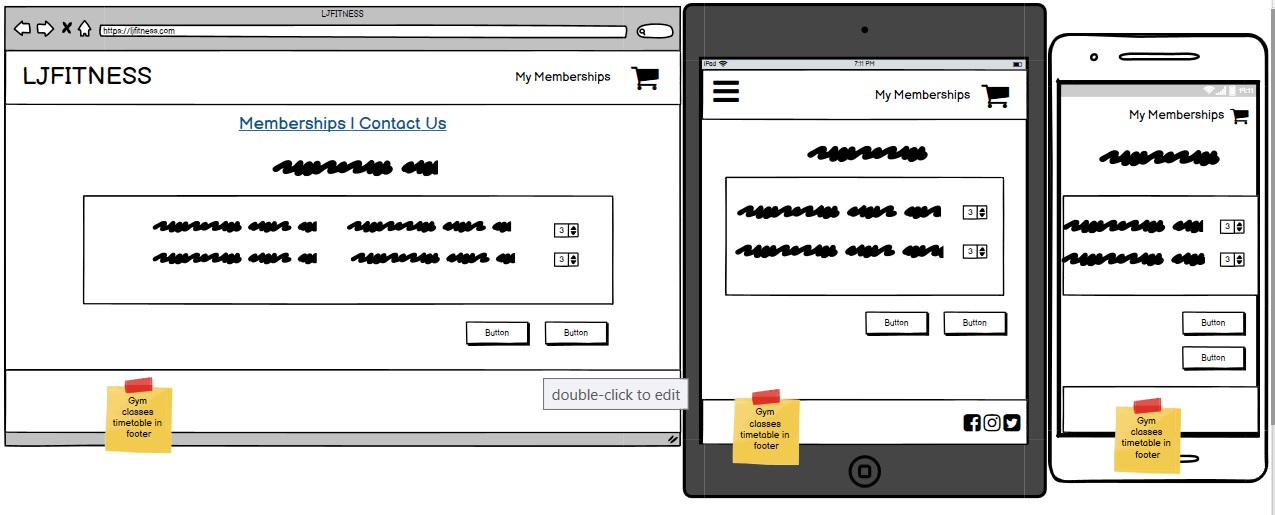 LJFITNESS
https://ljfitness.com
LJFITNESS
My Memberships
Memberships | Contact Us
3
3
Button
Button
Gym
classes
timetable in
footer
double-click to edit
iPad
7:11 PM
My Memberships
3
3
Button
Button
Gym
classes
timetable in
footer
19:11
My Memberships
3
3
Button
Button
Gym
classes
timetable in
footer